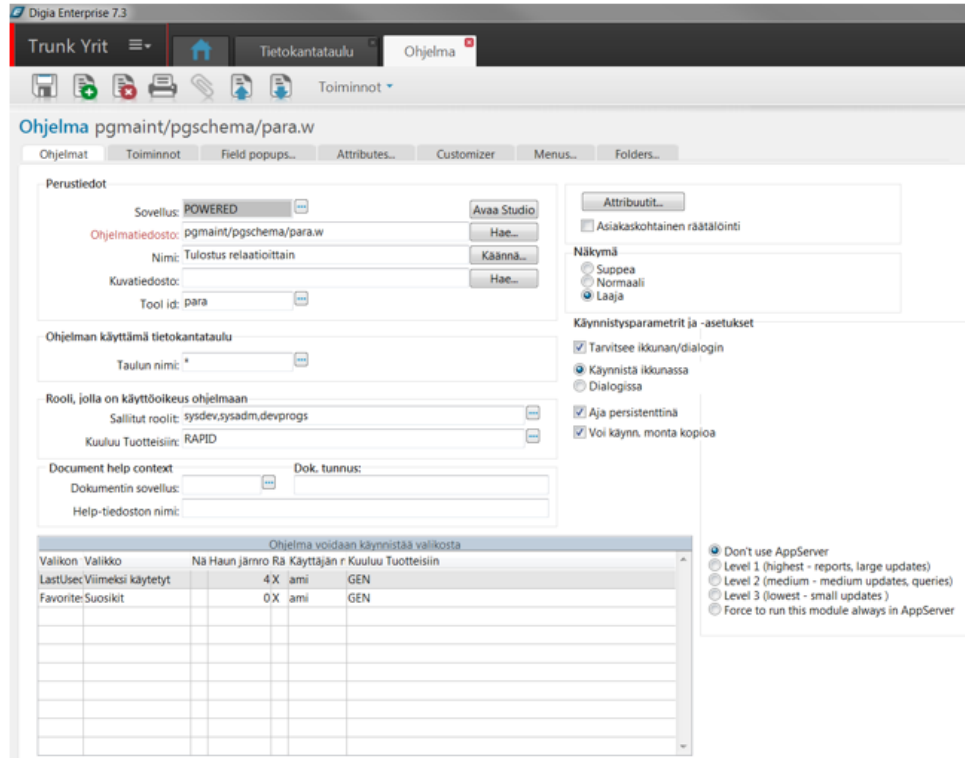 Digia Enterprise 7.3
Trunk Yrit
Tietokantataulu
Ohjelma
Toiminnot
Ohjelma pgmaint/pgschema/para.w
Ohjelmat Toiminnot Field popups... Attributes... Customizer Menus... Folders...
Perustiedot
Sovellus: POWERED Avaa Studio
Ohjelmatiedosto: pgmaint/pgschema/para.w Hae...
Nimi: Tulostus relaatioittain Käännä...
Kuvatiedosto: Hae...
Tool id: para
Attribuutit...
Asiakaskohtainen räätälöinti
Näkymä
Suppea
Normaali
Laaja
Ohjelman käyttämä tietokantataulu
Taulun nimi: *
Käynnistysparametrit ja -asetukset
Tarvitsee ikkunan/dialogin
Käynnistä ikkunassa
Dialogissa
Aja persistenttinä
Voi käynn. monta kopioa
Rooli, jolla on käyttöoikeus ohjelmaan
Sallitut roolit: sysdev,sysadm,devprogs
Kuuluu Tuotteisiin: RAPID
Document help context Dok. tunnus:
Dokumentin sovellus:
Help-tiedoston nimi:
Ohjelma voidaan käynnistää valikosta
Valikon Valikko Nä Haun järno Rä Käyttäjän r Kuuluu Tuotteisiin
LastUsec Viimeksi käytetyt 4 X ami GEN
Favorite: Suosikit 0 X ami GEN
Don't use AppServer
Level 1 (highest - reports, large updates)
Level 2 (medium - medium updates, queries)
Level 3 (lowest - small updates )
Force to run this module always in AppServer